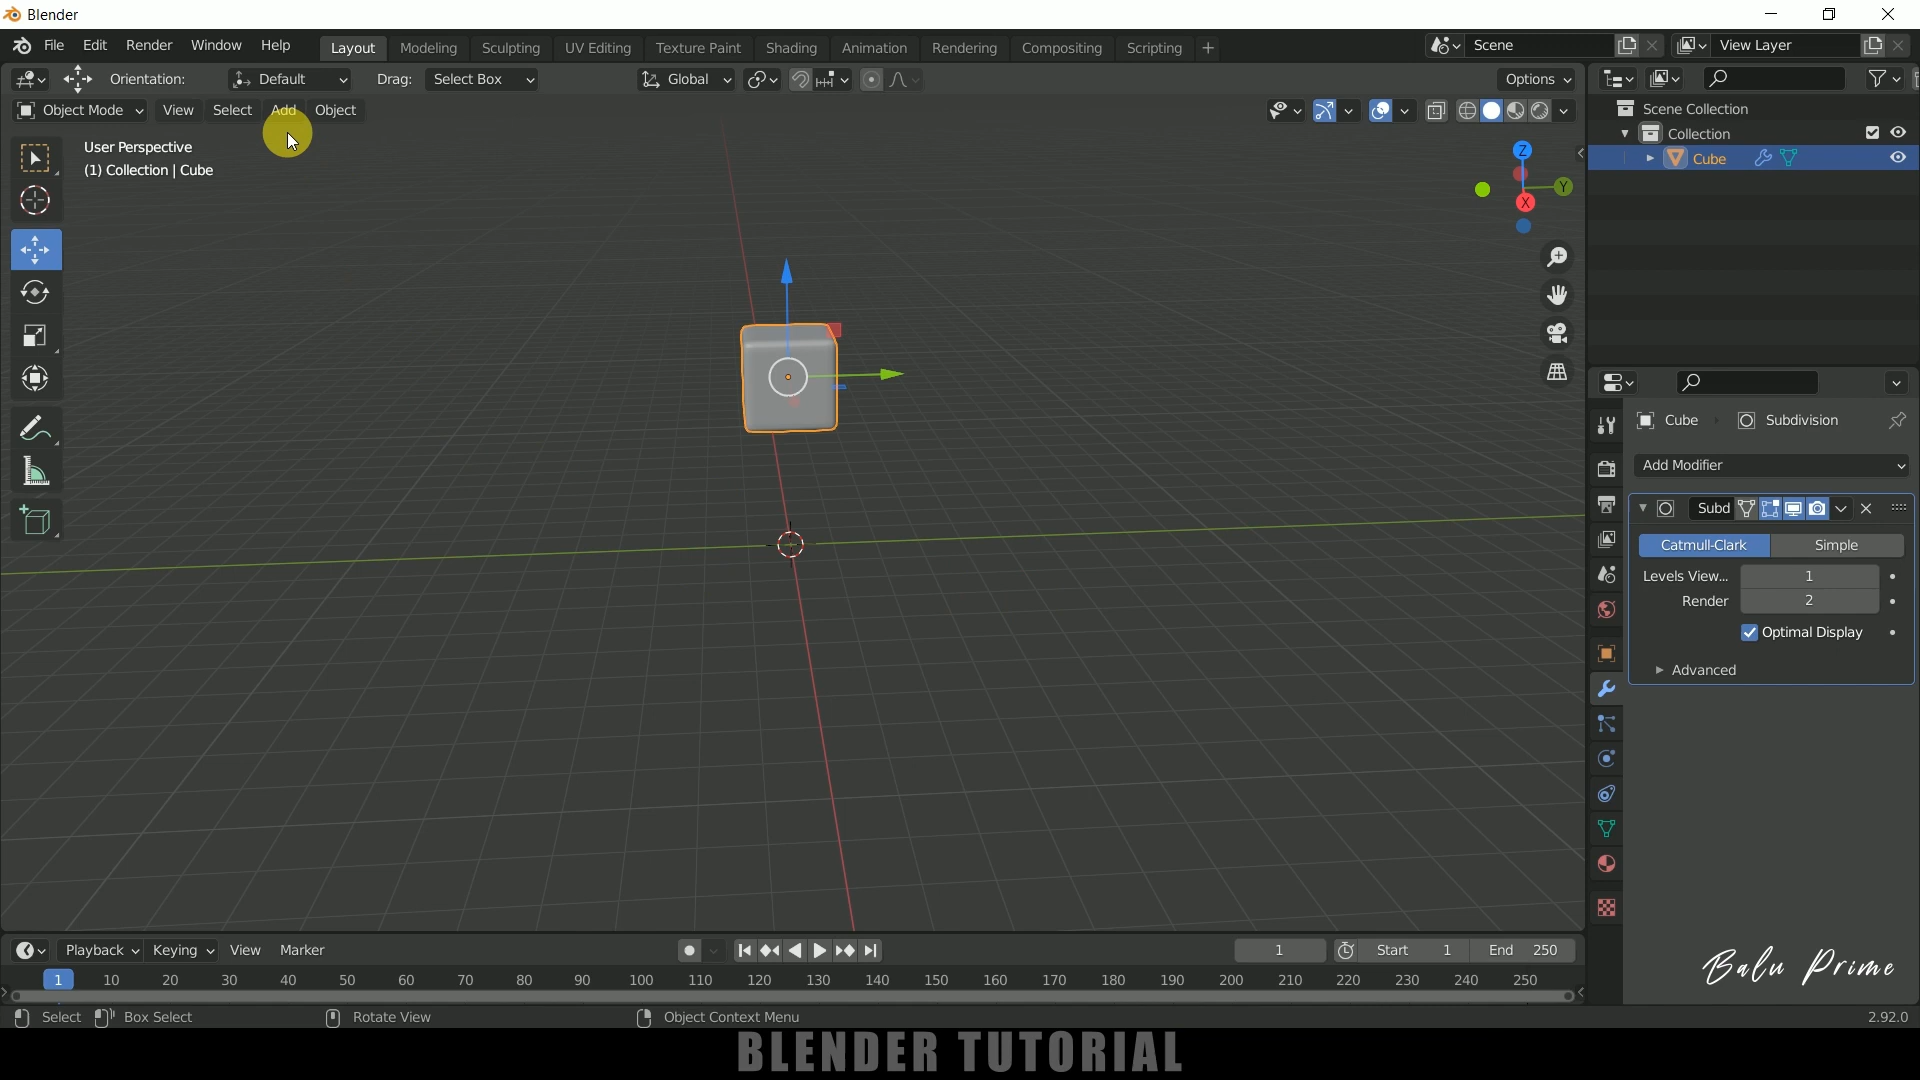 Blender
File Edit Render Window Help Layout Modeling Sculpting UV Editing Texture Paint Shading Animation Rendering Compositing Scripting + Scene View Layer
Orientation: Default Drag: Select Box Global Options
Object Mode View Select Add Object
Scene Collection
Collection
Cube
User Perspective
(1) Collection | Cube
Z
Y
X
Cube Subdivision
Add Modifier
Subd
Catmull-Clark Simple
Levels View... 1
Render 2
Optimal Display
Advanced
Playback Keying View Marker 1 Start 1 End 250
1 10 20 30 40 50 60 70 80 90 100 110 120 130 140 150 160 170 180 190 200 210 220 230 240 250
Balu Prime
Select Box Select Rotate View Object Context Menu 2.92.0
BLENDER TUTORIAL